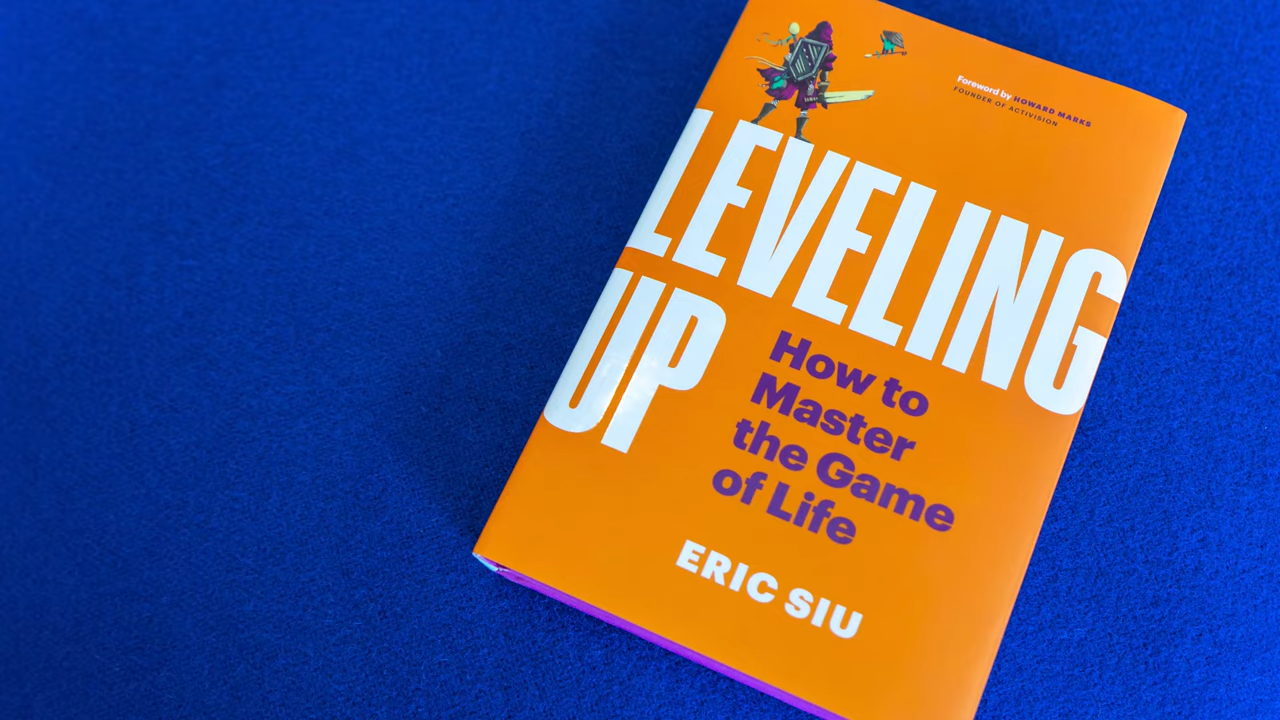 Foreword by HOWARD MARKS
FOUNDER OF ACTIVISION
LEVELING
UP
How to
Master
the Game
of Life
ERIC SIU